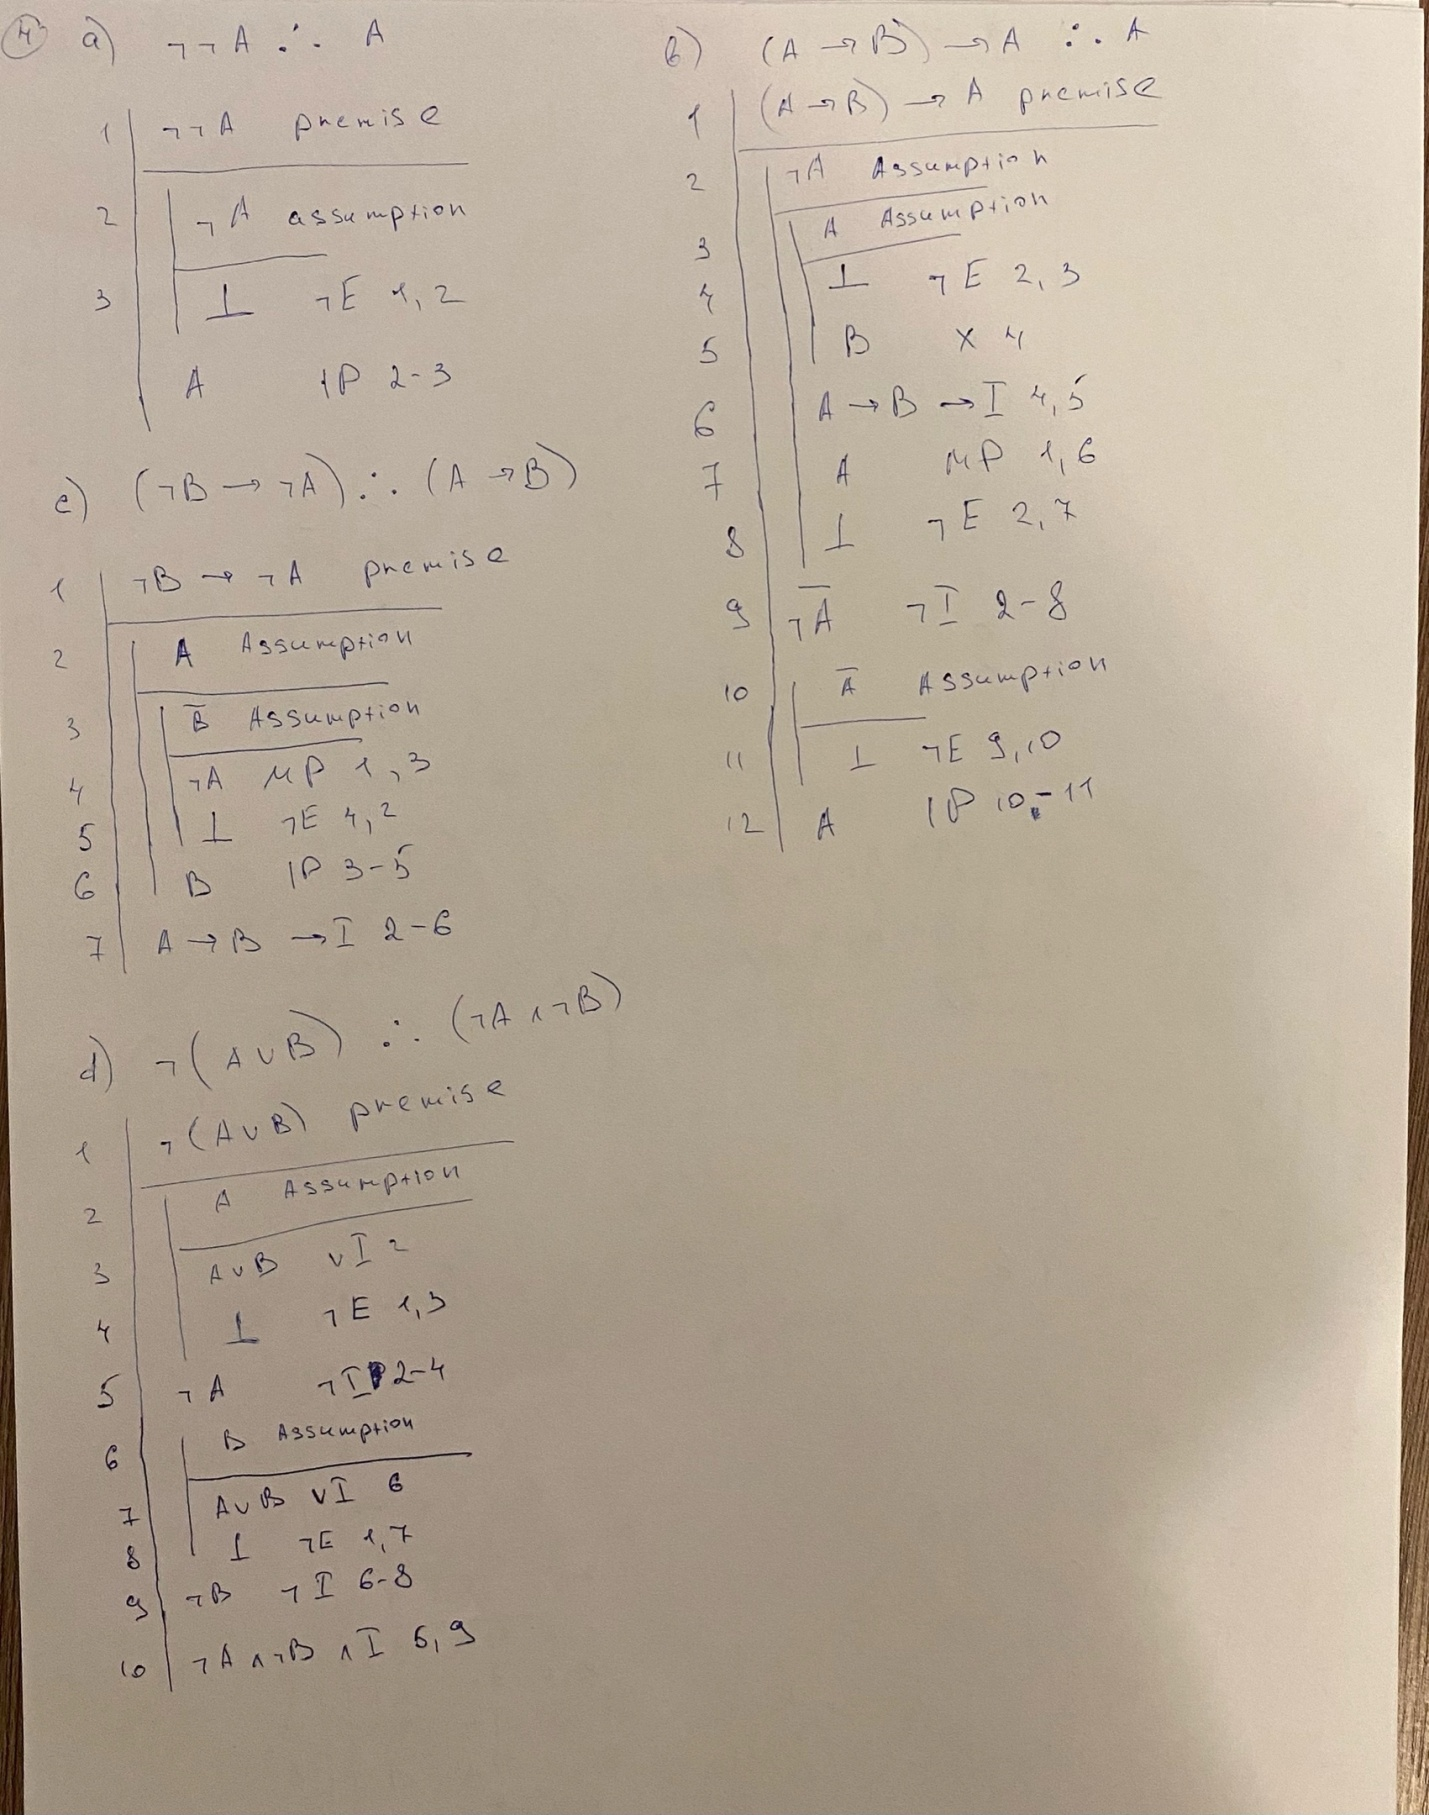 4 a) ¬¬A ∴ A
1 ¬¬A premise
2 ¬A assumption
3 ⊥ ¬E 1, 2
A IP 2-3
c) (¬B → ¬A) ∴ (A → B)
1 ¬B → ¬A premise
2 A Assumption
3 B̅ Assumption
4 ¬A MP 1, 3
5 ⊥ ¬E 4, 2
6 B IP 3-5
7 A → B →I 2-6
d) ¬(A∨B) ∴ (¬A ∧ ¬B)
1 ¬(A∨B) premise
2 A Assumption
3 A∨B ∨I 2
4 ⊥ ¬E 1, 3
5 ¬A ¬I 2-4
6 B Assumption
7 A∨B ∨I 6
8 ⊥ ¬E 1, 7
9 ¬B ¬I 6-8
10 ¬A ∧ ¬B ∧I 5, 9
b) (A → B) → A ∴ A
1 (A → B) → A premise
2 ¬A Assumption
3 A Assumption
4 ⊥ ¬E 2, 3
5 B X 4
6 A → B →I 4, 5
7 A MP 1, 6
8 ⊥ ¬E 2, 7
9 ¬A̅ ¬I 2-8
10 A̅ Assumption
11 ⊥ ¬E 9, 10
12 A IP 10-11